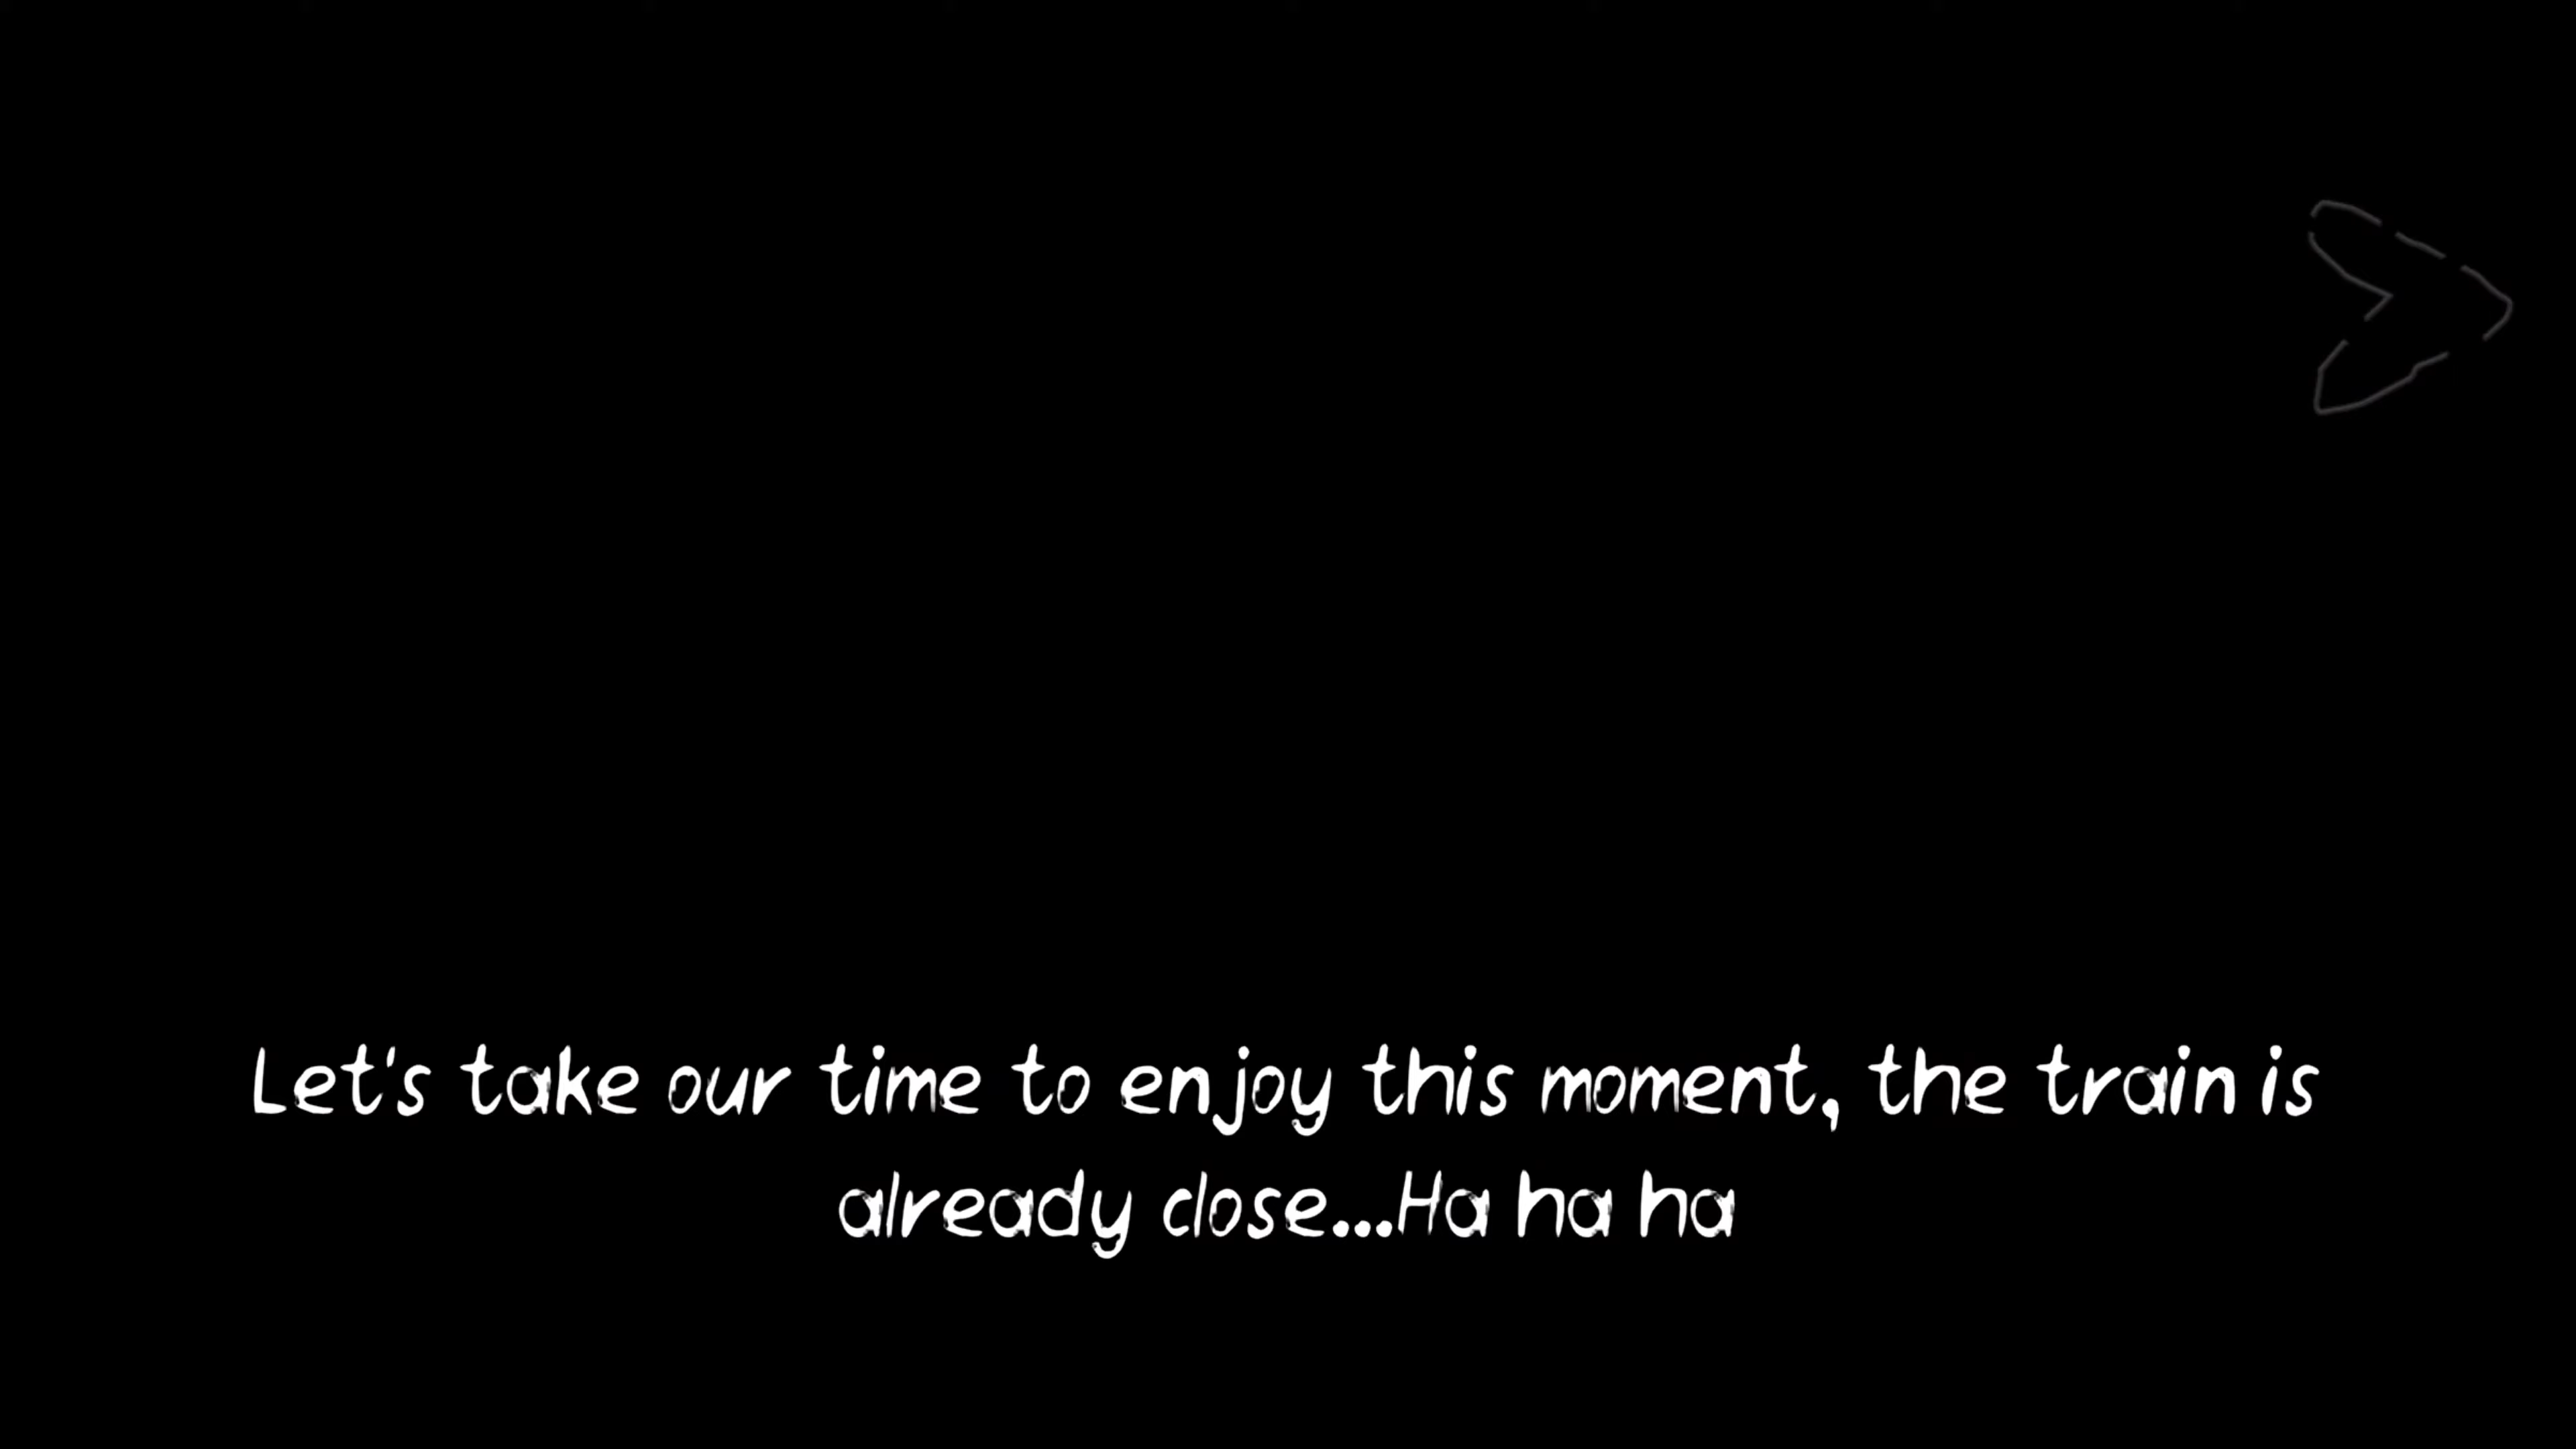 Let's take our time to enjoy this moment, the train is
already close...Ha ha ha